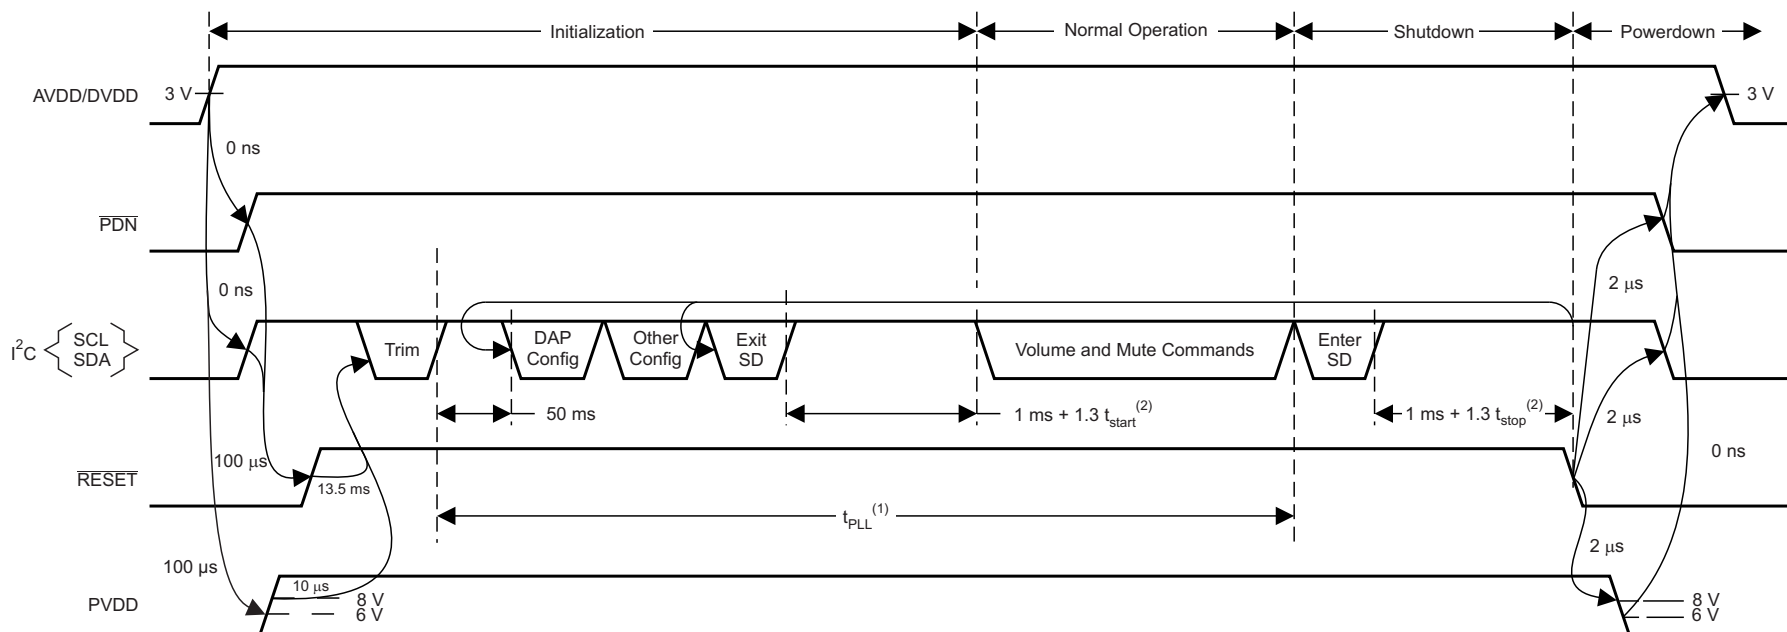 Initialization
Normal Operation
Shutdown
Powerdown
AVDD/DVDD
3 V
3 V
0 ns
PDN
0 ns
2 μs
I2C
SCL
SDA
Trim
DAP
Config
Other
Config
Exit
SD
Volume and Mute Commands
Enter
SD
50 ms
1 ms + 1.3 tstart(2)
1 ms + 1.3 tstop(2)
2 μs
RESET
100 μs
13.5 ms
0 ns
tPLL(1)
2 μs
100 μs
PVDD
10 μs
8 V
6 V
8 V
6 V